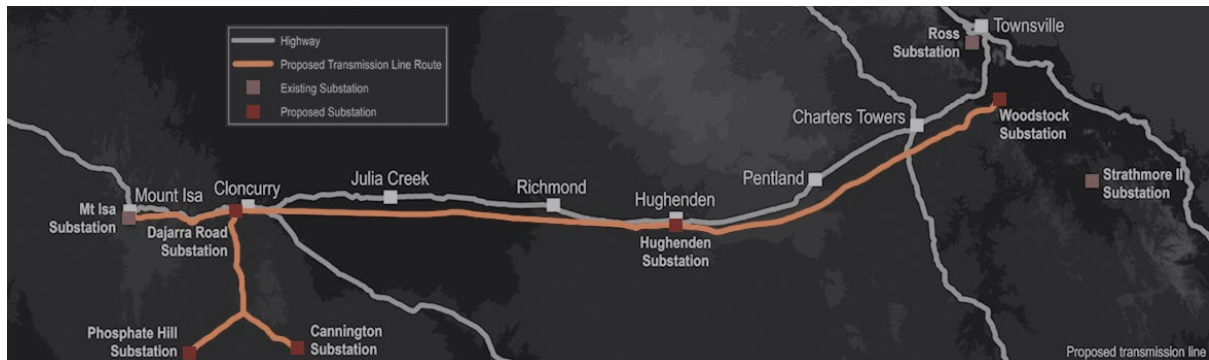 Highway
Proposed Transmission Line Route
Existing Substation
Proposed Substation
Ross
Substation
Townsville
Charters Towers
Woodstock
Substation
Strathmore II
Substation
Pentland
Hughenden
Hughenden
Substation
Richmond
Julia Creek
Cloncurry
Mount Isa
Mt Isa
Substation
Dajarra Road
Substation
Phosphate Hill
Substation
Cannington
Substation
Proposed transmission line